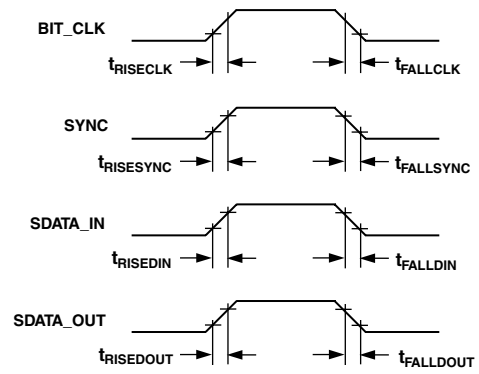 BIT_CLK
tRISECLK tFALLCLK
SYNC
tRISESYNC tFALLSYNC
SDATA_IN
tRISEDIN tFALLDIN
SDATA_OUT
tRISEDOUT tFALLDOUT